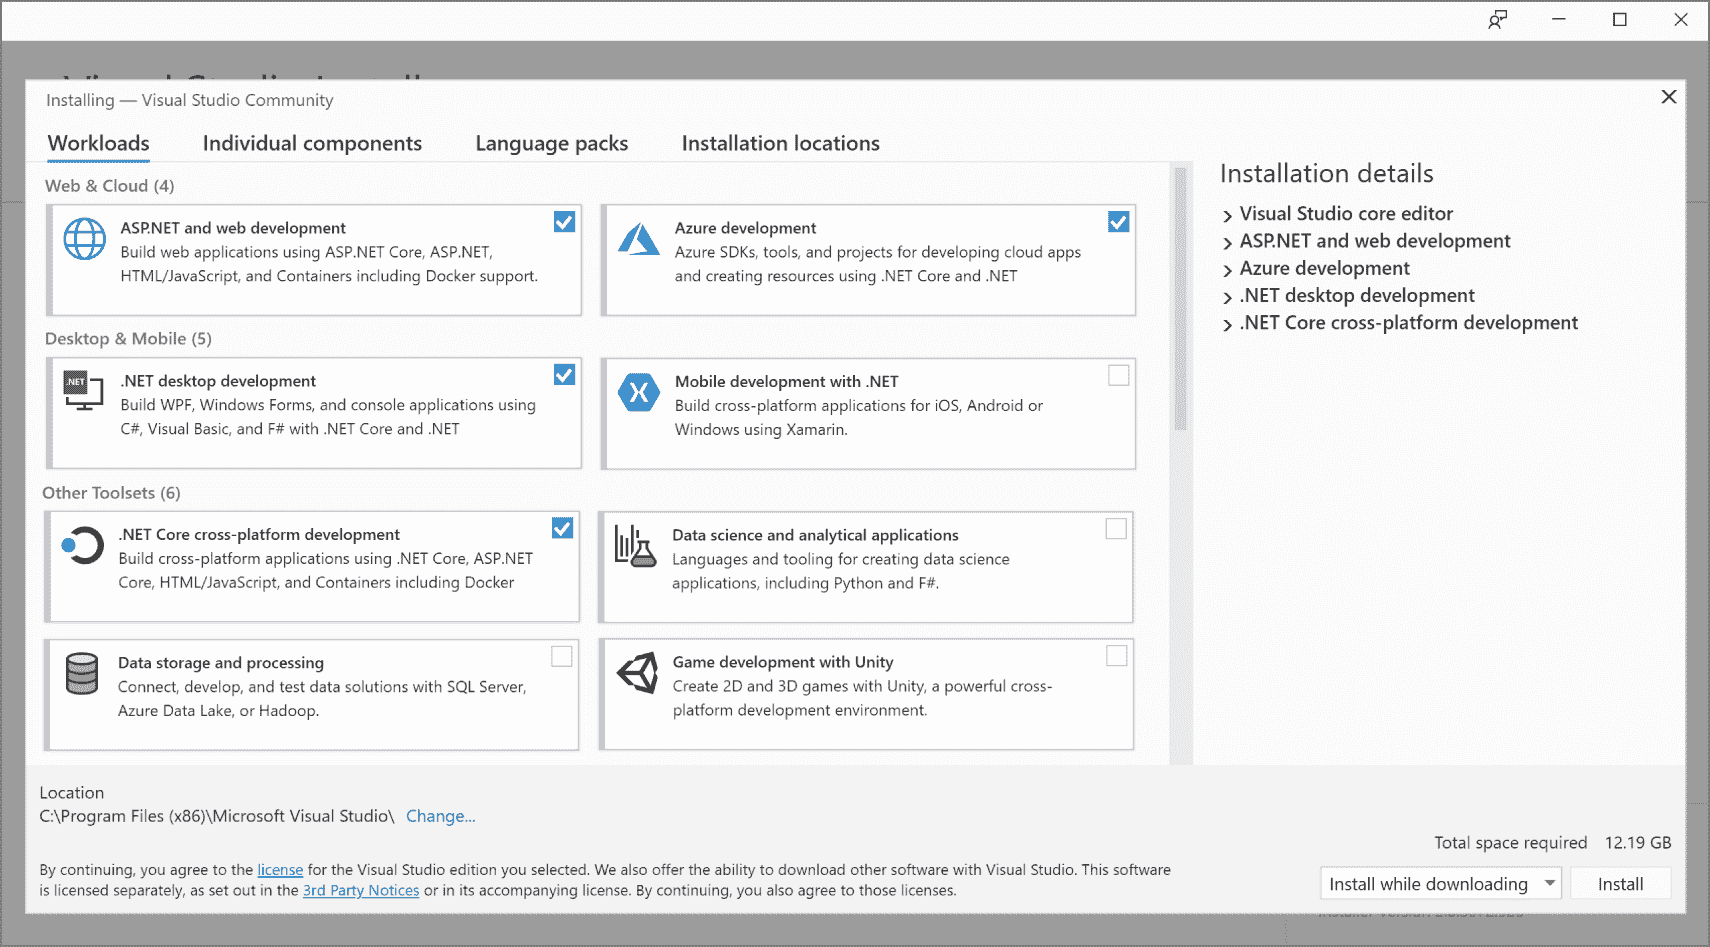 Visual Studio Install
Installing — Visual Studio Community
Workloads
Individual components
Language packs
Installation locations
Web & Cloud (4)
ASP.NET and web development
Build web applications using ASP.NET Core, ASP.NET,
HTML/JavaScript, and Containers including Docker support.
Azure development
Azure SDKs, tools, and projects for developing cloud apps
and creating resources using .NET Core and .NET
Desktop & Mobile (5)
.NET
.NET desktop development
Build WPF, Windows Forms, and console applications using
C#, Visual Basic, and F# with .NET Core and .NET
Mobile development with .NET
Build cross-platform applications for iOS, Android or
Windows using Xamarin.
Other Toolsets (6)
.NET Core cross-platform development
Build cross-platform applications using .NET Core, ASP.NET
Core, HTML/JavaScript, and Containers including Docker
Data science and analytical applications
Languages and tooling for creating data science
applications, including Python and F#.
Data storage and processing
Connect, develop, and test data solutions with SQL Server,
Azure Data Lake, or Hadoop.
Game development with Unity
Create 2D and 3D games with Unity, a powerful cross-
platform development environment.
Installation details
Visual Studio core editor
ASP.NET and web development
Azure development
.NET desktop development
.NET Core cross-platform development
Location
C:\Program Files (x86)\Microsoft Visual Studio\ Change...
Total space required 12.19 GB
By continuing, you agree to the license for the Visual Studio edition you selected. We also offer the ability to download other software with Visual Studio. This software
is licensed separately, as set out in the 3rd Party Notices or in its accompanying license. By continuing, you also agree to those licenses.
Install while downloading
Install